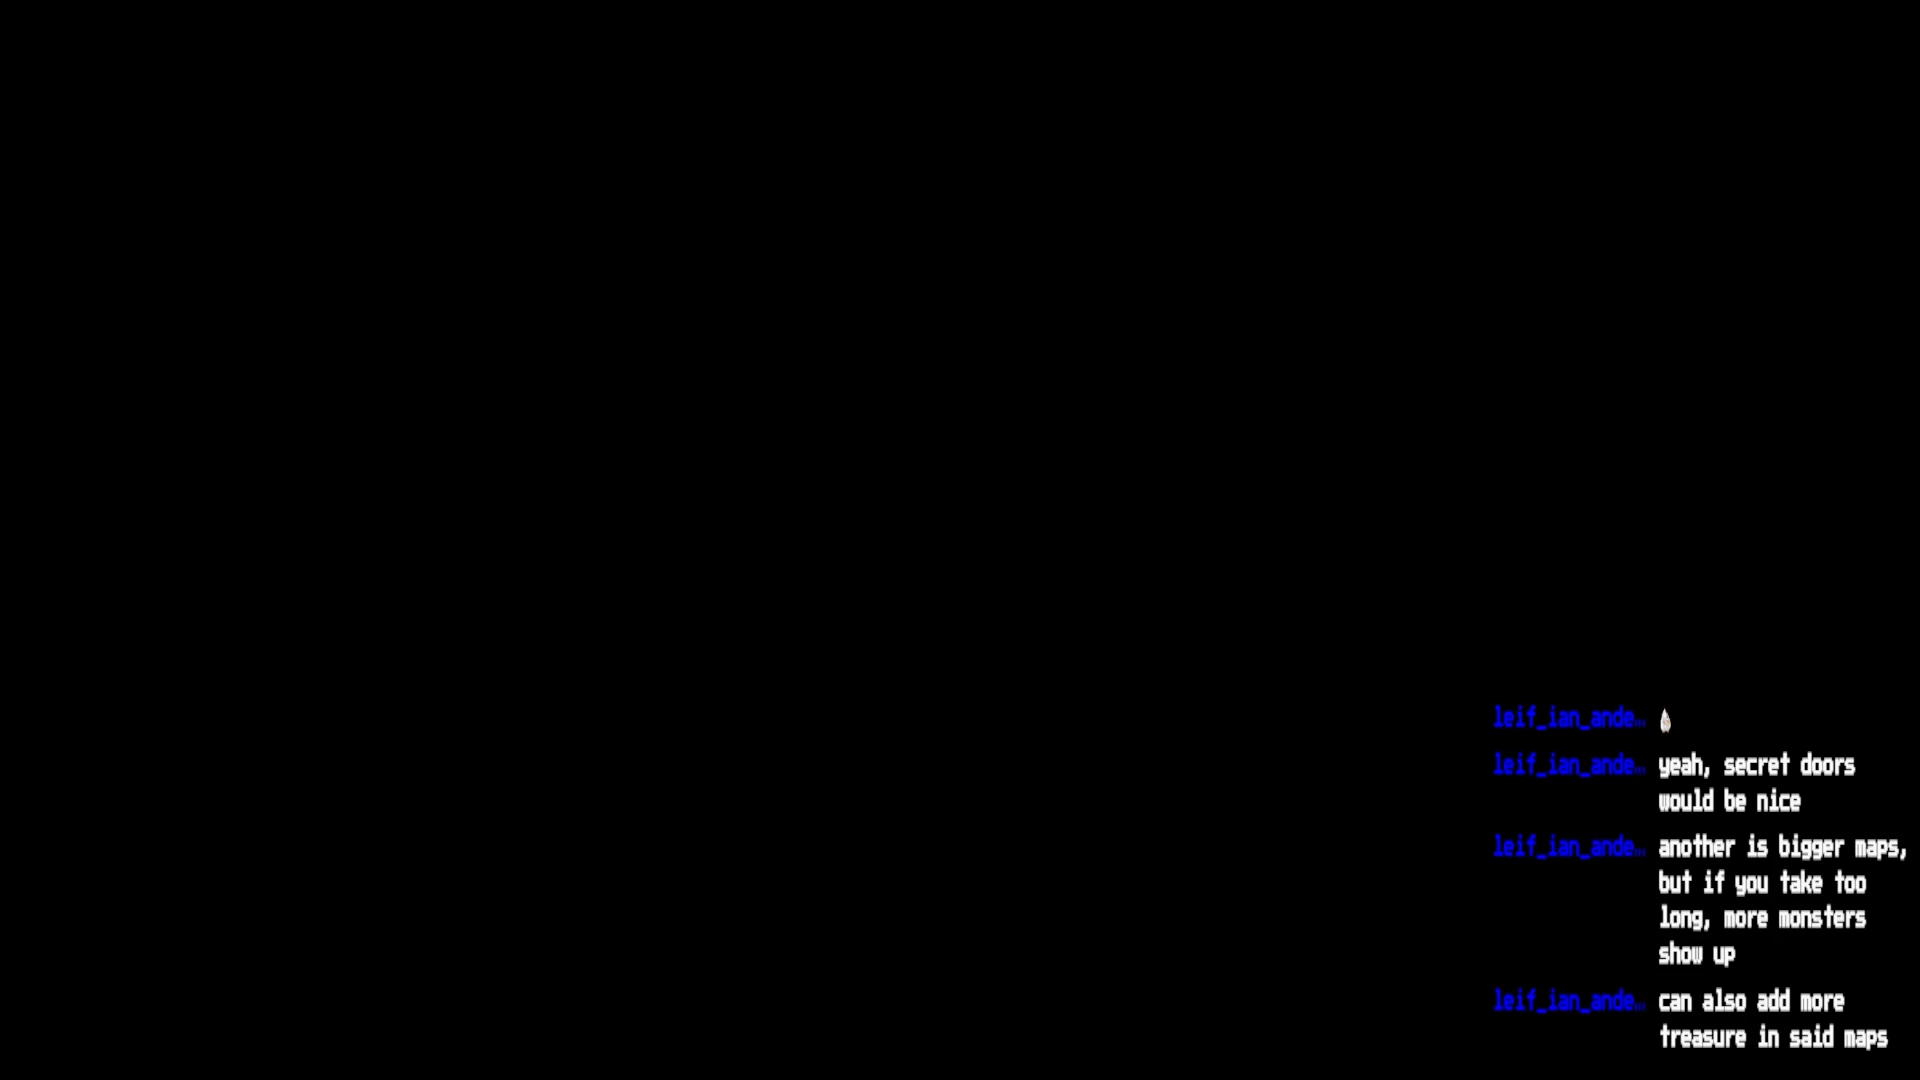 leif_ian_ande…
leif_ian_ande… yeah, secret doors
would be nice
leif_ian_ande… another is bigger maps,
but if you take too
long, more monsters
show up
leif_ian_ande… can also add more
treasure in said maps